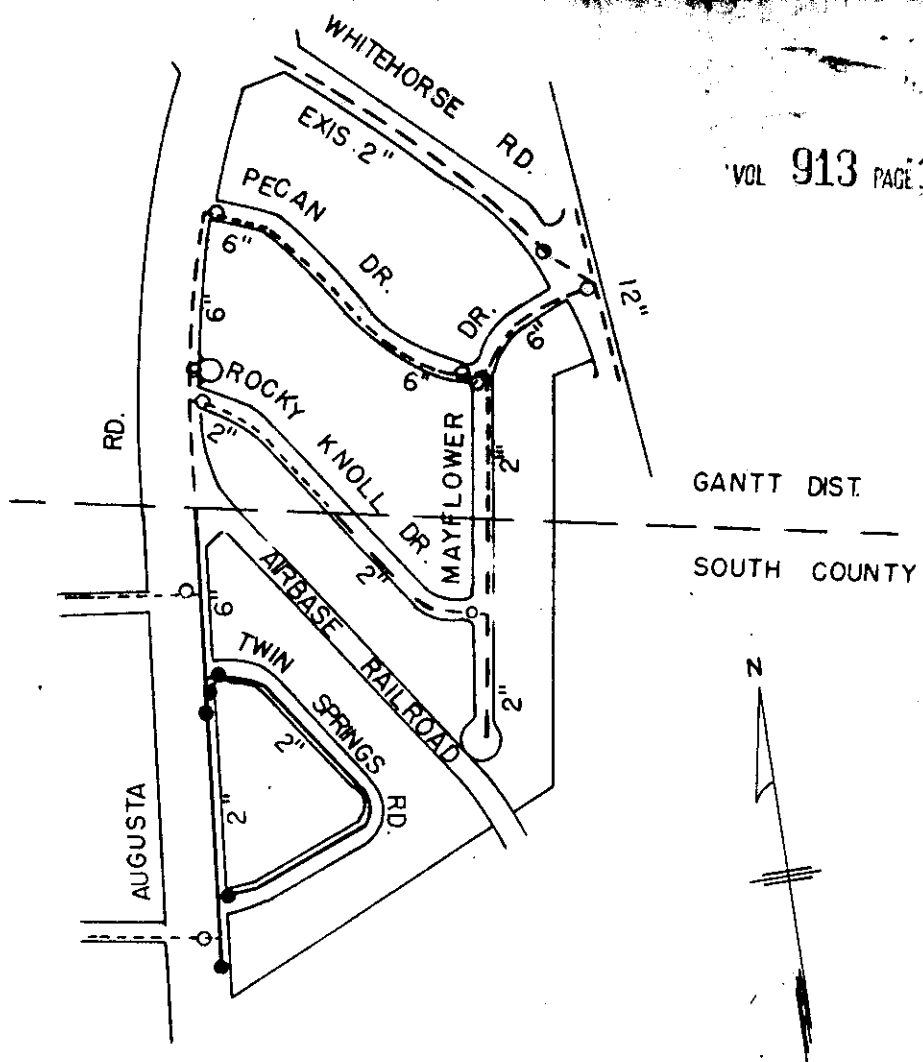 WHITEHORSE RD.
VOL 913 PAGE
EXIS. 2"
PECAN DR.
6"
12"
DR.
6"
6"
6"
ROCKY KNOLL DR.
2"
MAYFLOWER
2"
RD.
GANTT DIST.
2"
SOUTH COUNTY
AIRBASE RAILROAD
6"
TWIN SPRINGS RD.
N
2"
2"
2"
AUGUSTA